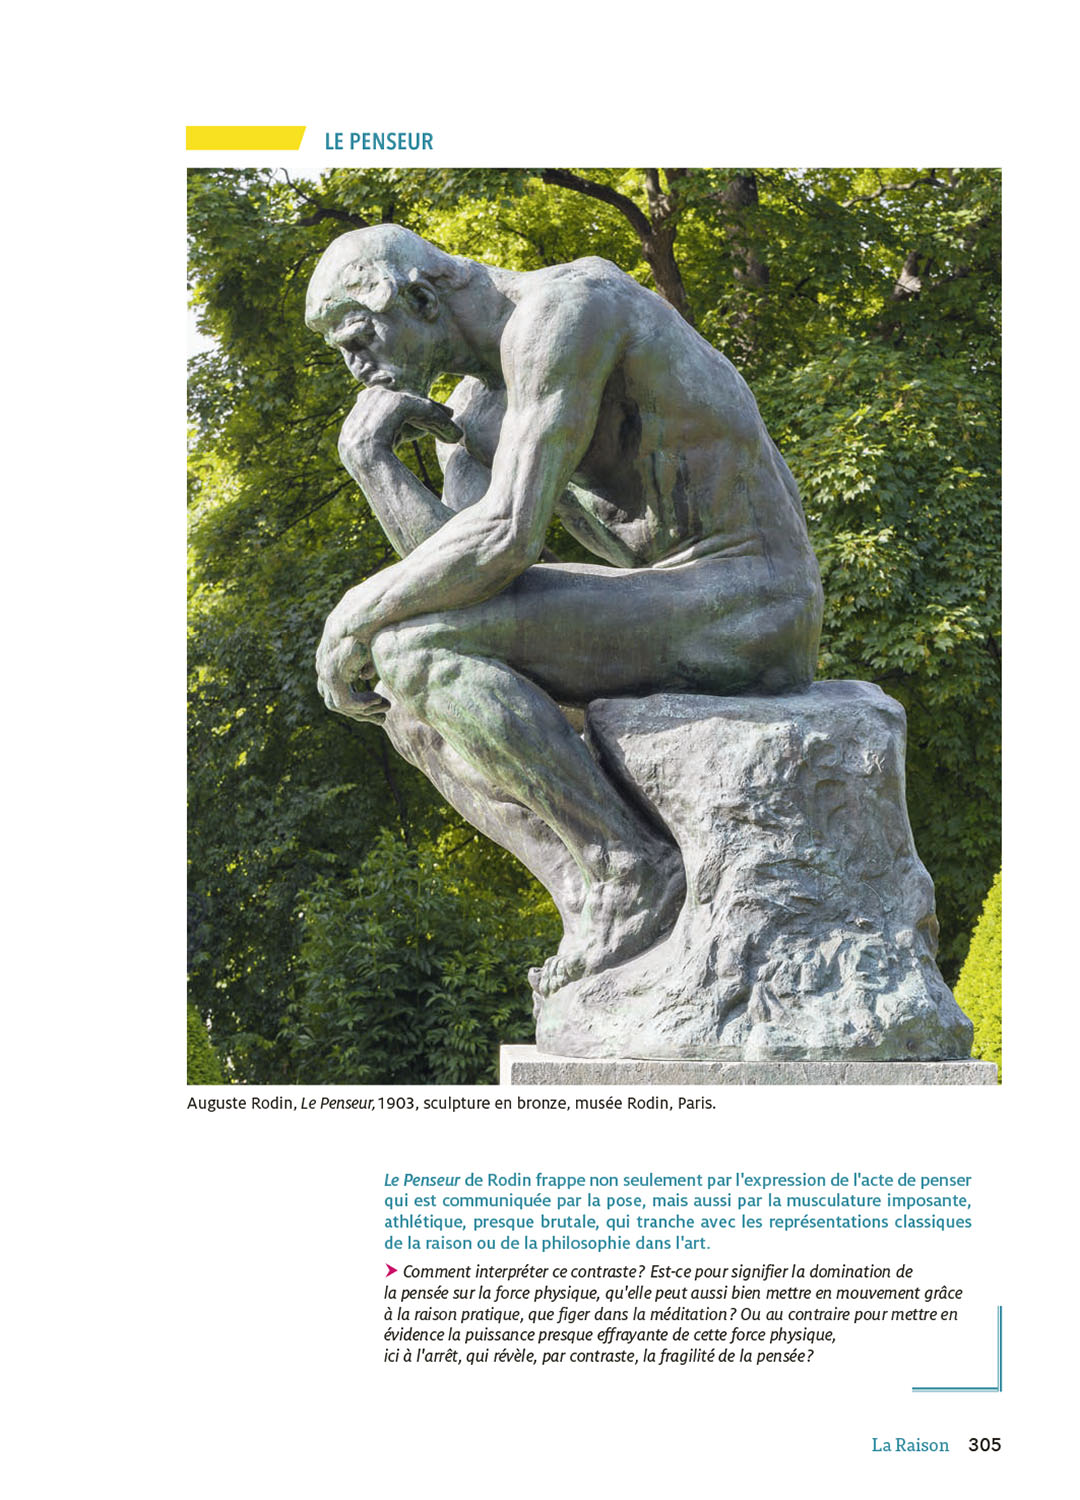 LE PENSEUR
Auguste Rodin, Le Penseur, 1903, sculpture en bronze, musée Rodin, Paris.
Le Penseur de Rodin frappe non seulement par l'expression de l'acte de penser
qui est communiquée par la pose, mais aussi par la musculature imposante,
athlétique, presque brutale, qui tranche avec les représentations classiques
de la raison ou de la philosophie dans l'art.
➤ Comment interpréter ce contraste? Est-ce pour signifier la domination de
la pensée sur la force physique, qu'elle peut aussi bien mettre en mouvement grâce
à la raison pratique, que figer dans la méditation? Ou au contraire pour mettre en
évidence la puissance presque effrayante de cette force physique,
ici à l'arrêt, qui révèle, par contraste, la fragilité de la pensée?
La Raison 305